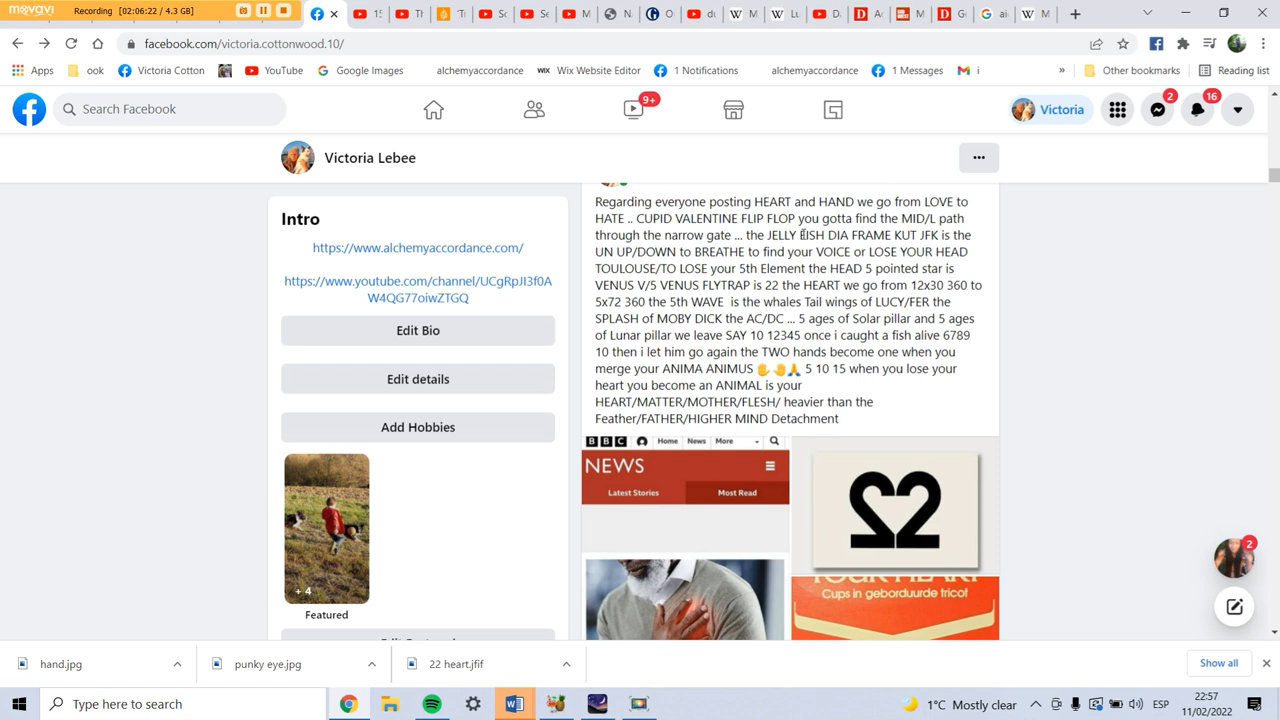 movavi
Recording 02:06:22 / 4.3 GB
facebook.com/victoria.cottonwood.10/
Apps ook Victoria Cotton YouTube Google Images alchemyaccordance WIX Wix Website Editor 1 Notifications alchemyaccordance 1 Messages i » Other bookmarks Reading list
Search Facebook 9+ Victoria 2 16
Victoria Lebee ...
Intro
https://www.alchemyaccordance.com/
https://www.youtube.com/channel/UCgRpJI3f0A
W4QG77oiwZTGQ
Edit Bio
Edit details
Add Hobbies
+ 4
Featured
Regarding everyone posting HEART and HAND we go from LOVE to
HATE .. CUPID VALENTINE FLIP FLOP you gotta find the MID/L path
through the narrow gate ... the JELLY FISH DIA FRAME KUT JFK is the
UN UP/DOWN to BREATHE to find your VOICE or LOSE YOUR HEAD
TOULOUSE/TO LOSE your 5th Element the HEAD 5 pointed star is
VENUS V/5 VENUS FLYTRAP is 22 the HEART we go from 12x30 360 to
5x72 360 the 5th WAVE is the whales Tail wings of LUCY/FER the
SPLASH of MOBY DICK the AC/DC ... 5 ages of Solar pillar and 5 ages
of Lunar pillar we leave SAY 10 12345 once i caught a fish alive 6789
10 then i let him go again the TWO hands become one when you
merge your ANIMA ANIMUS ✋🤚🙏 5 10 15 when you lose your
heart you become an ANIMAL is your
HEART/MATTER/MOTHER/FLESH/ heavier than the
Feather/FATHER/HIGHER MIND Detachment
BBC Home News More
NEWS
Latest Stories Most Read
22
YOUR HEART
Cups in geborduurde tricot
2
hand.jpg punky eye.jpg 22 heart.jfif Show all
Type here to search 1°C Mostly clear ESP 22:57
11/02/2022